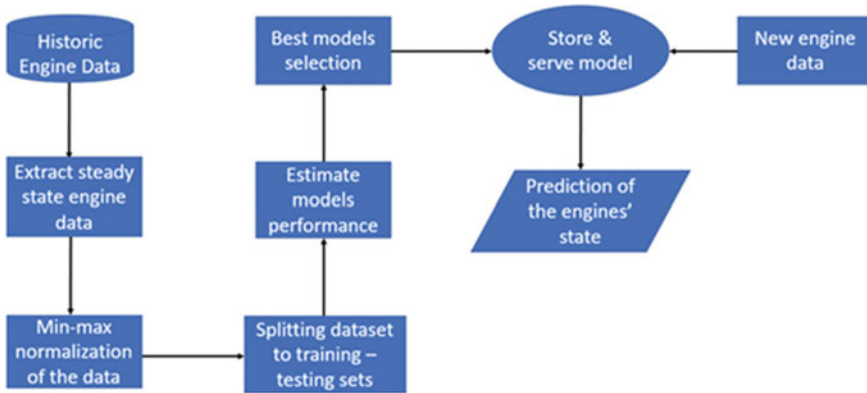 Historic
Engine Data
Extract steady
state engine
data
Min-max
normalization
of the data
Splitting dataset
to training –
testing sets
Estimate
models
performance
Best models
selection
Store &
serve model
New engine
data
Prediction of
the engines'
state